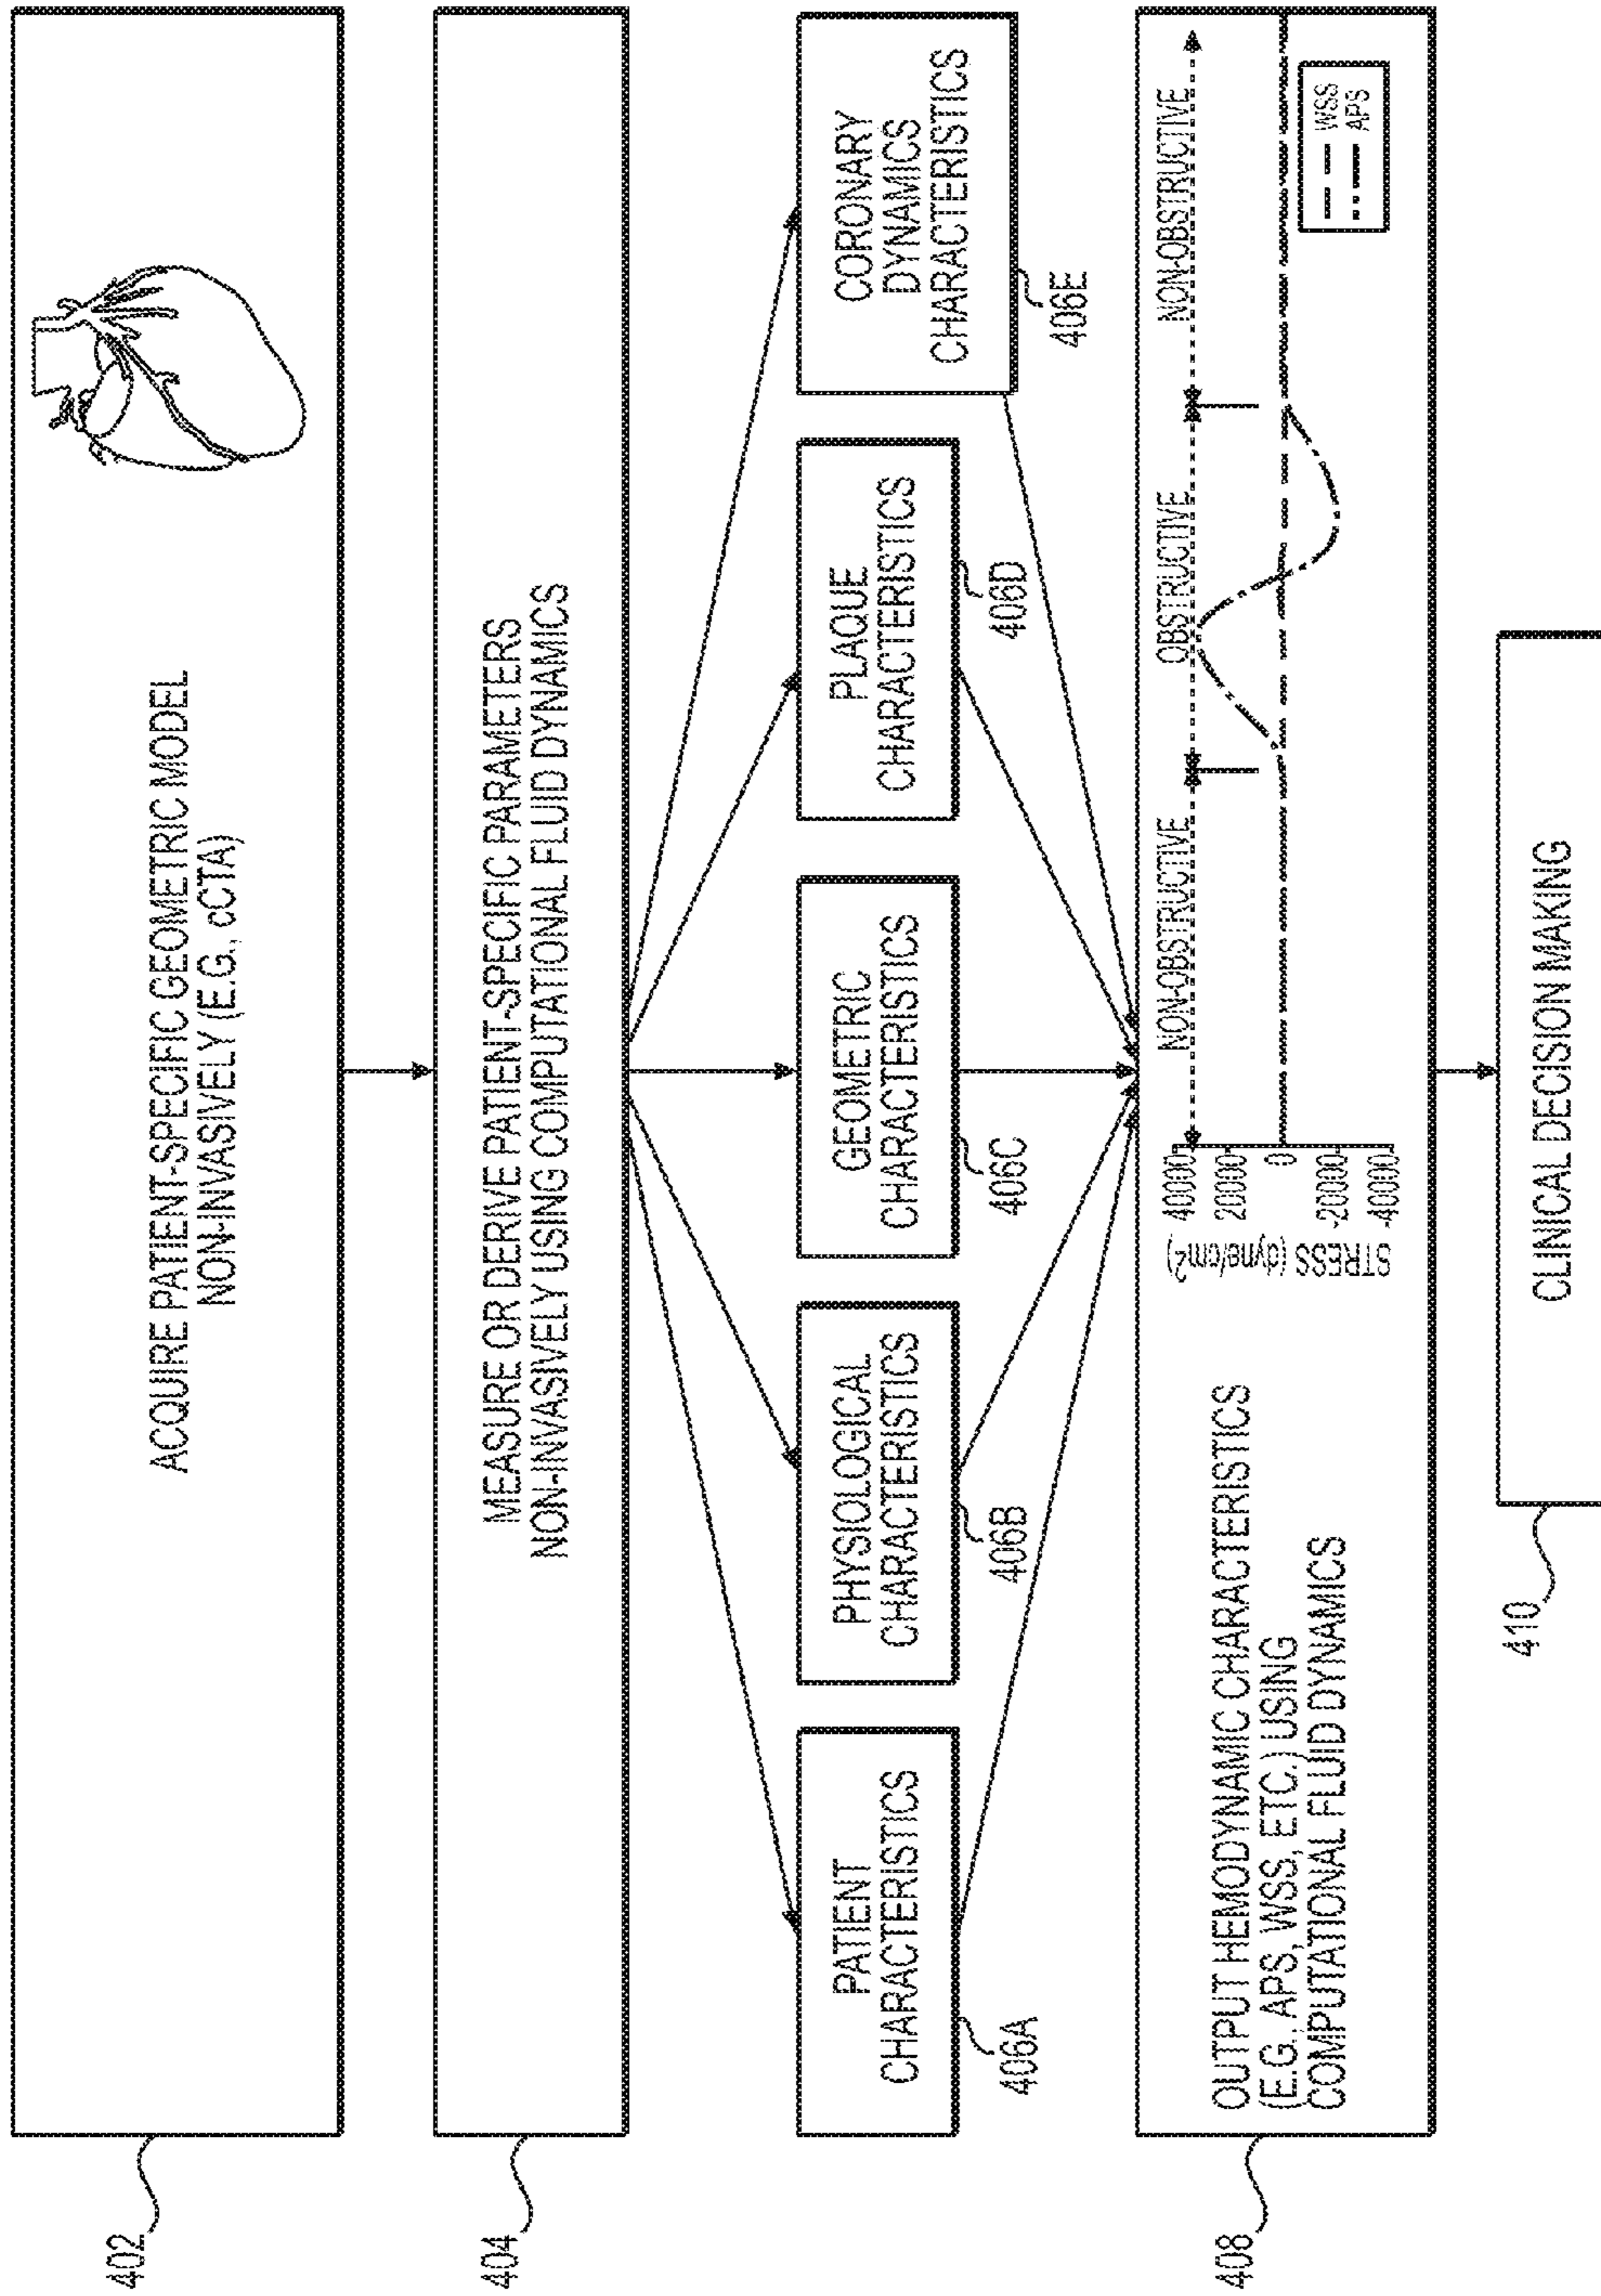 402
ACQUIRE PATIENT-SPECIFIC GEOMETRIC MODEL
NON-INVASIVELY (E.G., cCTA)
404
MEASURE OR DERIVE PATIENT-SPECIFIC PARAMETERS
NON-INVASIVELY USING COMPUTATIONAL FLUID DYNAMICS
PATIENT
CHARACTERISTICS
406A
PHYSIOLOGICAL
CHARACTERISTICS
406B
GEOMETRIC
CHARACTERISTICS
406C
PLAQUE
CHARACTERISTICS
406D
CORONARY
DYNAMICS
CHARACTERISTICS
406E
408
OUTPUT HEMODYNAMIC CHARACTERISTICS
(E.G., APS, WSS, ETC.) USING
COMPUTATIONAL FLUID DYNAMICS
STRESS (dyne/cm2)
40000
20000
0
-20000
-40000
NON-OBSTRUCTIVE
OBSTRUCTIVE
NON-OBSTRUCTIVE
WSS
APS
410
CLINICAL DECISION MAKING